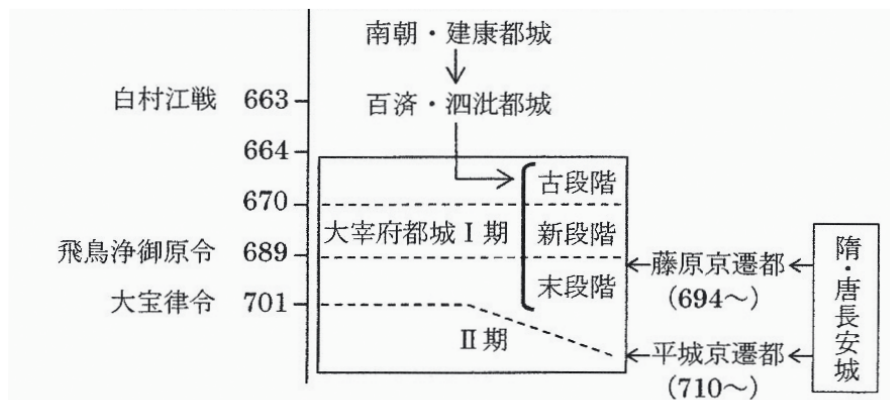 南朝・建康都城
白村江戦 663
百済・泗沘都城
664
古段階
670
大宰府都城Ⅰ期
新段階
飛鳥浄御原令 689
藤原京遷都
(694～)
末段階
大宝律令 701
Ⅱ期
平城京遷都
(710～)
隋・唐長安城